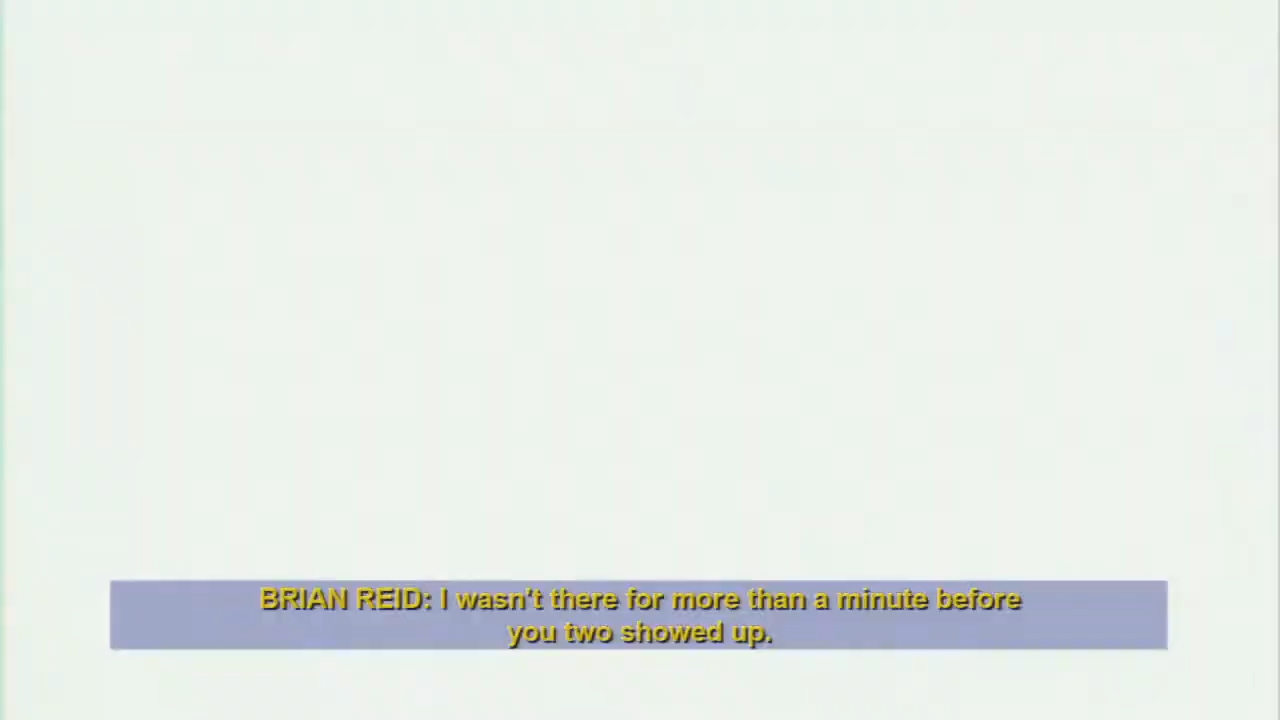 BRIAN REID: I wasn't there for more than a minute before
you two showed up.